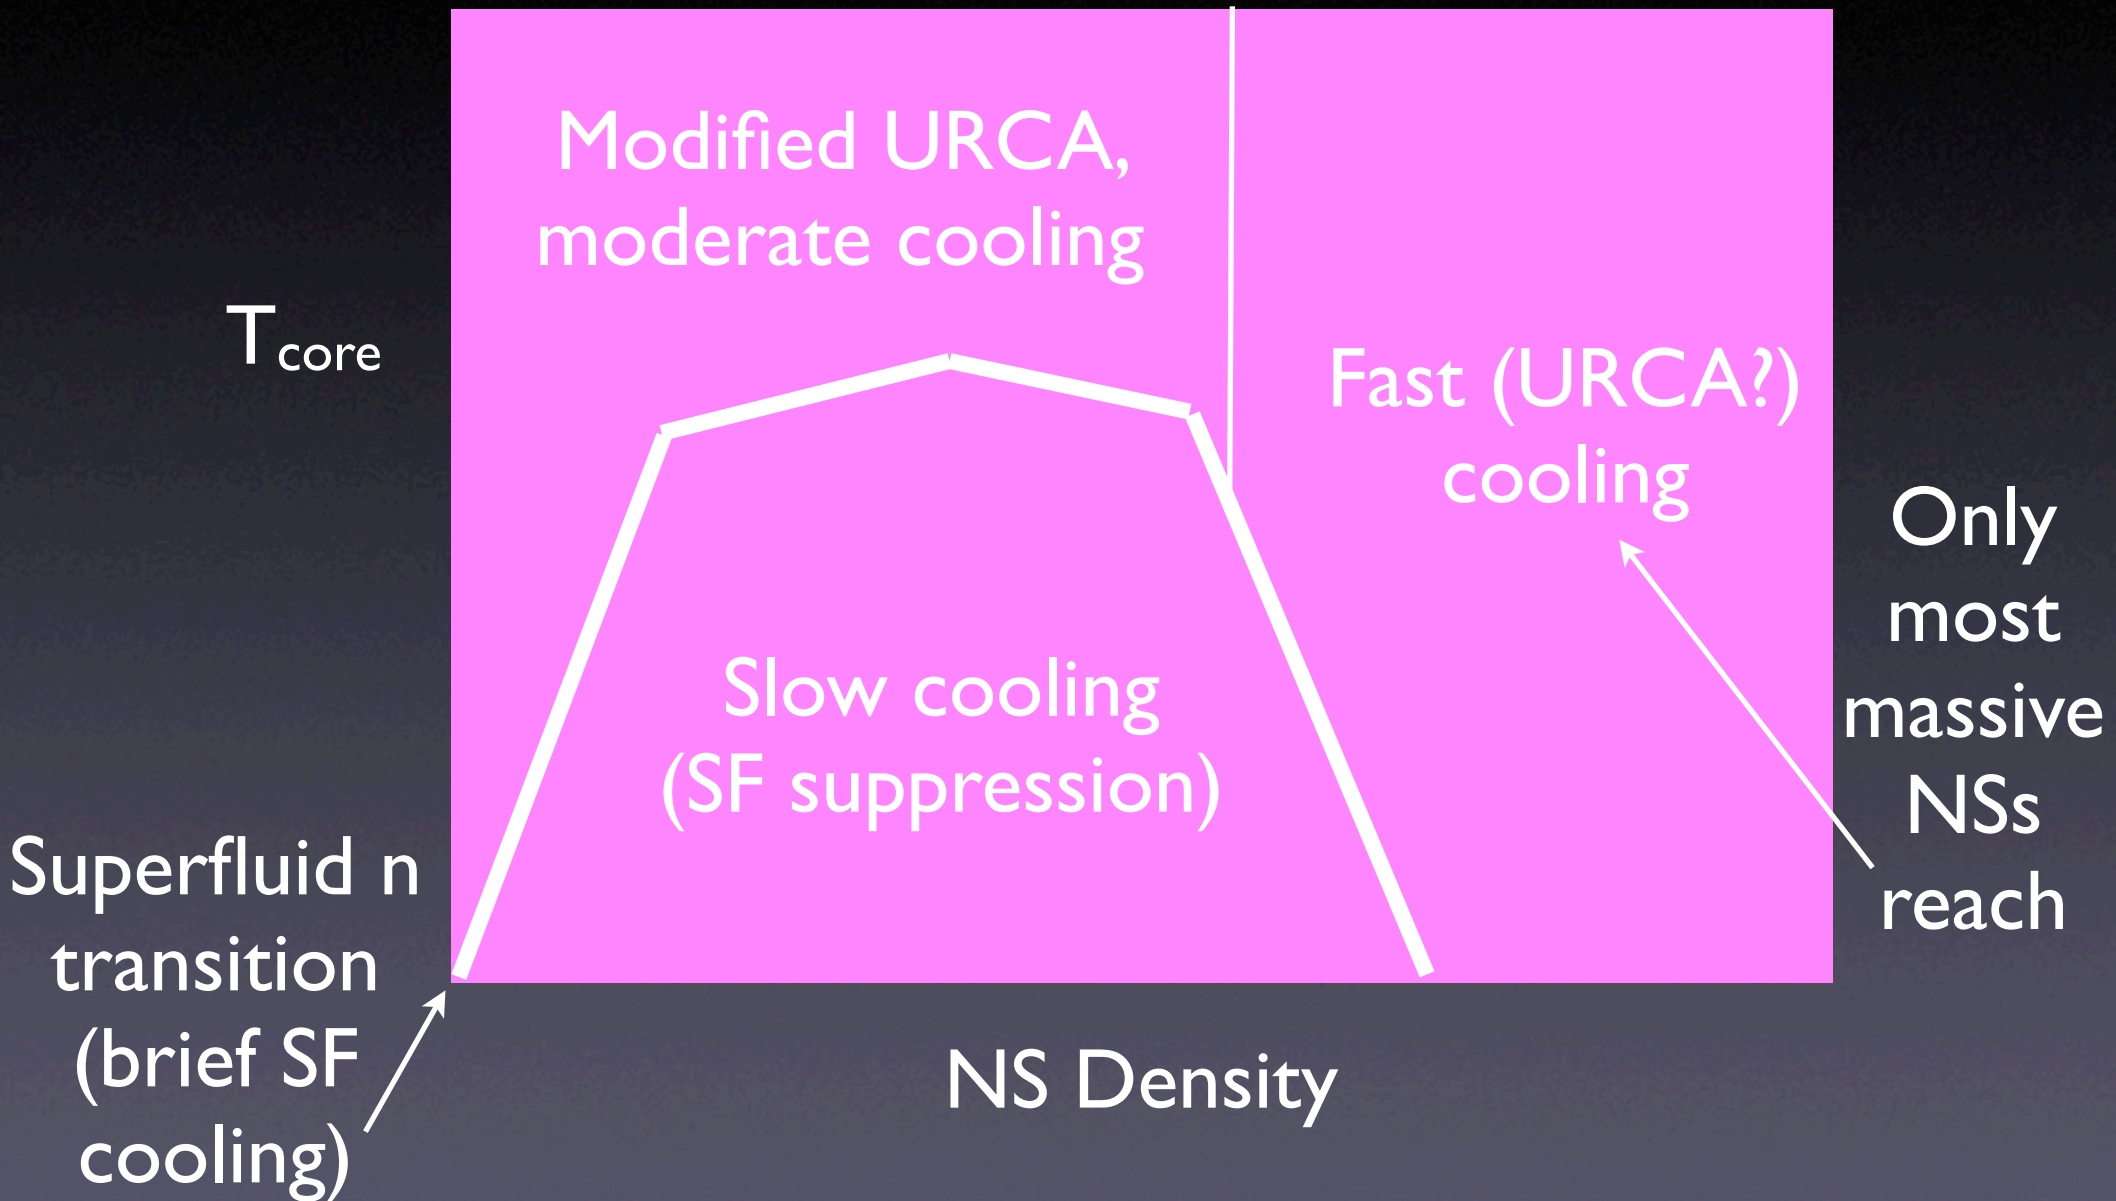 Modified URCA,
moderate cooling
T_core
Fast (URCA?)
cooling
Only
most
massive
NSs
reach
Slow cooling
(SF suppression)
Superfluid n
transition
(brief SF
cooling)
NS Density